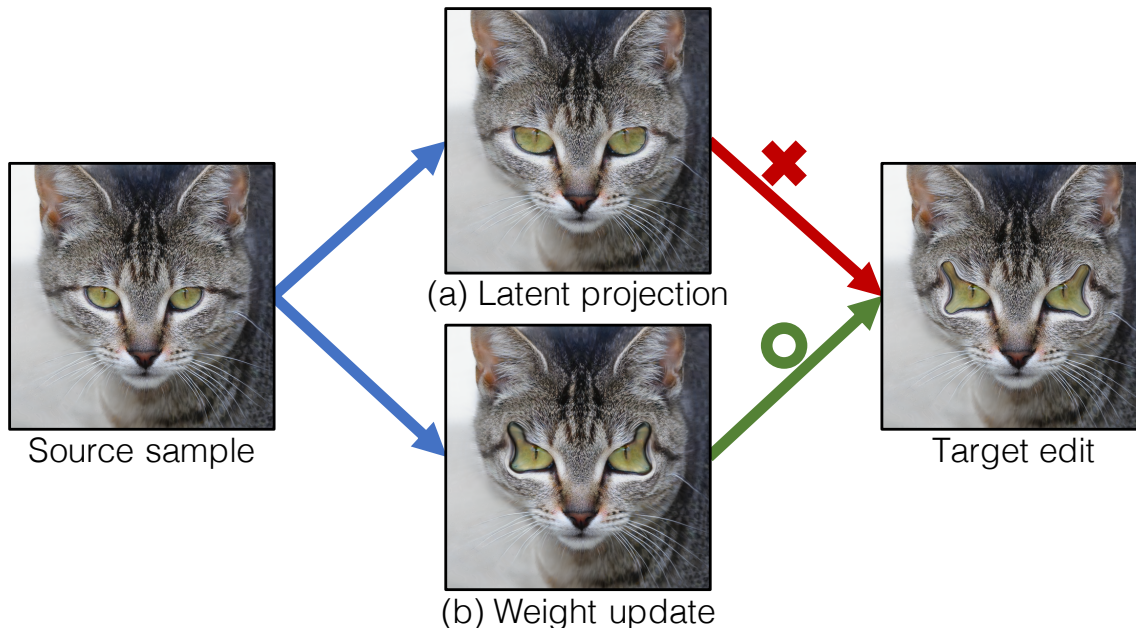 (a) Latent projection
Source sample
Target edit
(b) Weight update